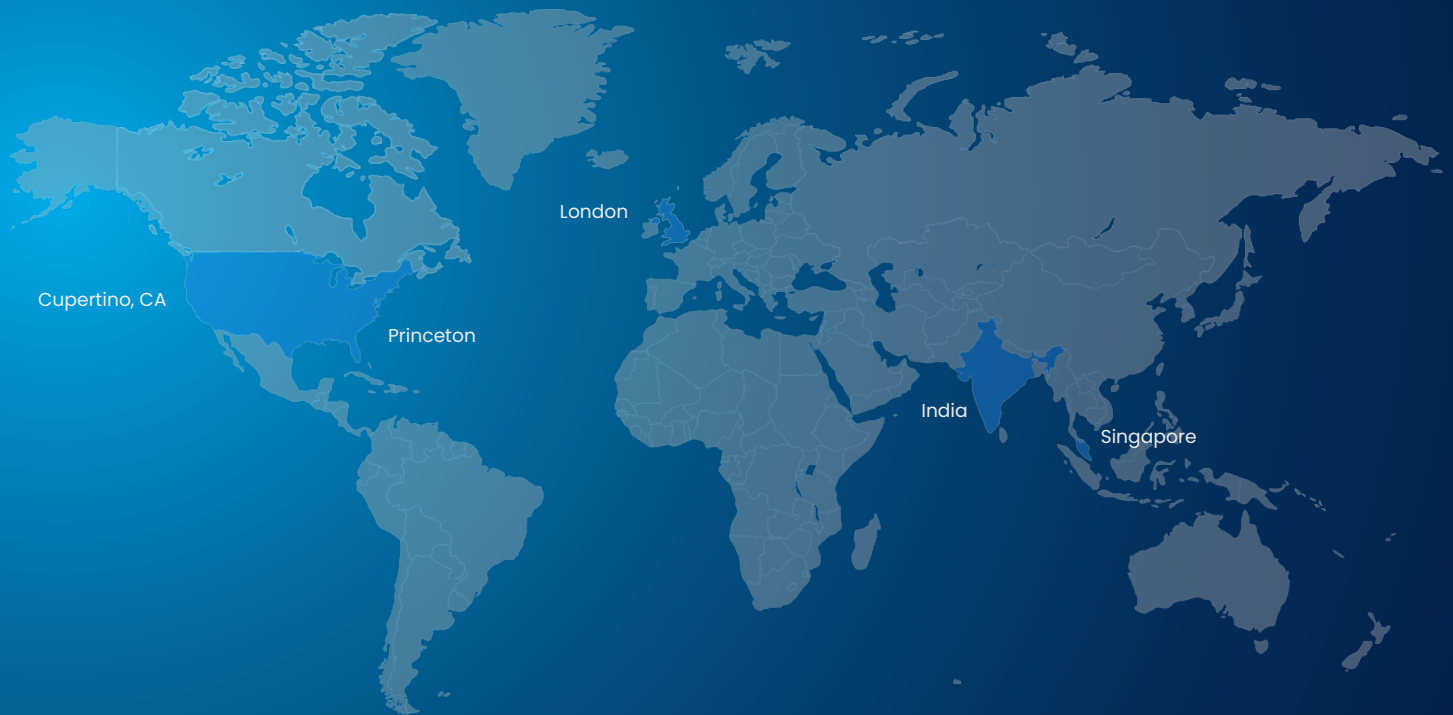 London
Cupertino, CA
Princeton
India
Singapore